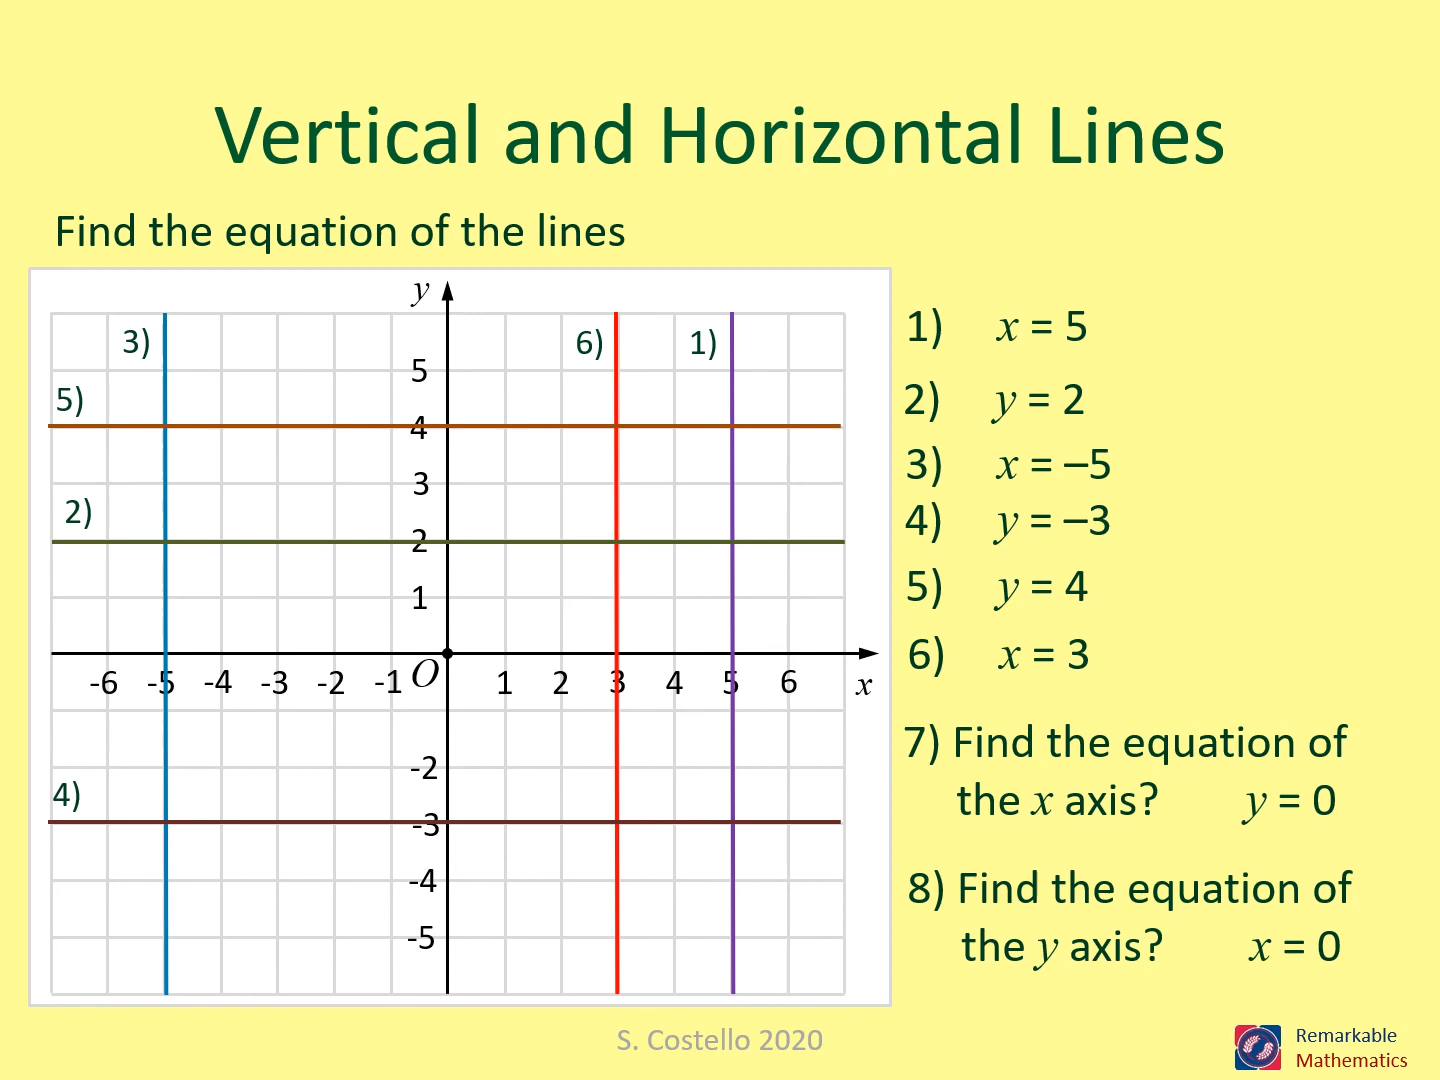 Vertical and Horizontal Lines
Find the equation of the lines
y
3)
6)
1)
5
5)
4
3
2)
2
1
-6 -5 -4 -3 -2 -1 O 1 2 3 4 5 6 x
-2
4)
-3
-4
-5
1) x = 5
2) y = 2
3) x = –5
4) y = –3
5) y = 4
6) x = 3
7) Find the equation of
the x axis? y = 0
8) Find the equation of
the y axis? x = 0
S. Costello 2020
Remarkable
Mathematics